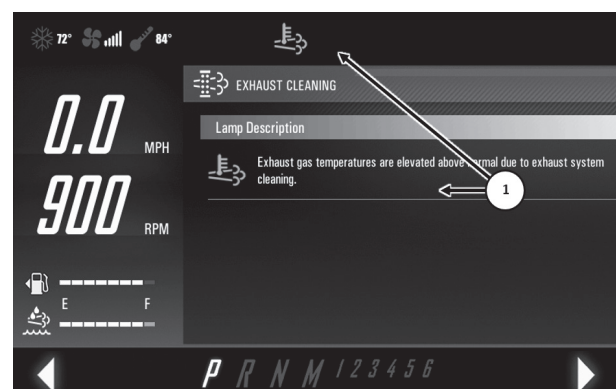 72° 84°
EXHAUST CLEANING
0.0 MPH
Lamp Description
Exhaust gas temperatures are elevated above normal due to exhaust system
cleaning.
1
900 RPM
E F
P R N M 1 2 3 4 5 6